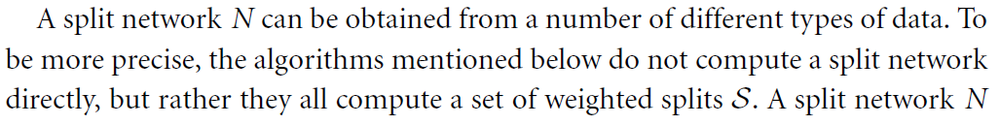 A split network N can be obtained from a number of different types of data. To
be more precise, the algorithms mentioned below do not compute a split network
directly, but rather they all compute a set of weighted splits 𝒮. A split network N